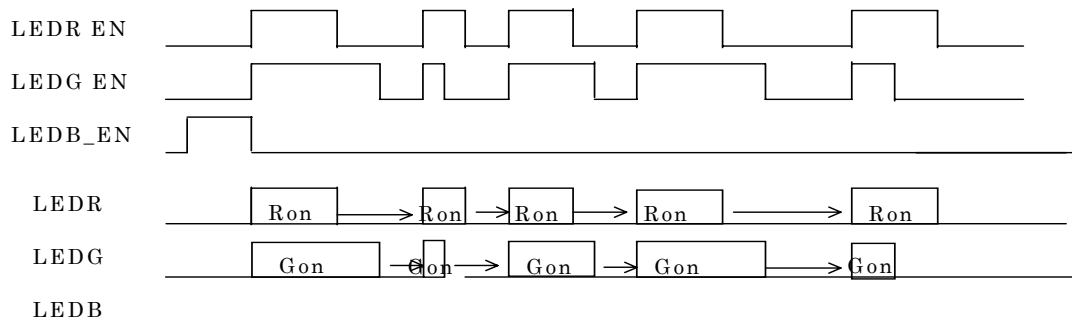 LEDR EN
LEDG EN
LEDB_EN
LEDR Ron Ron Ron Ron Ron
LEDG Gon Gon Gon Gon Gon
LEDB